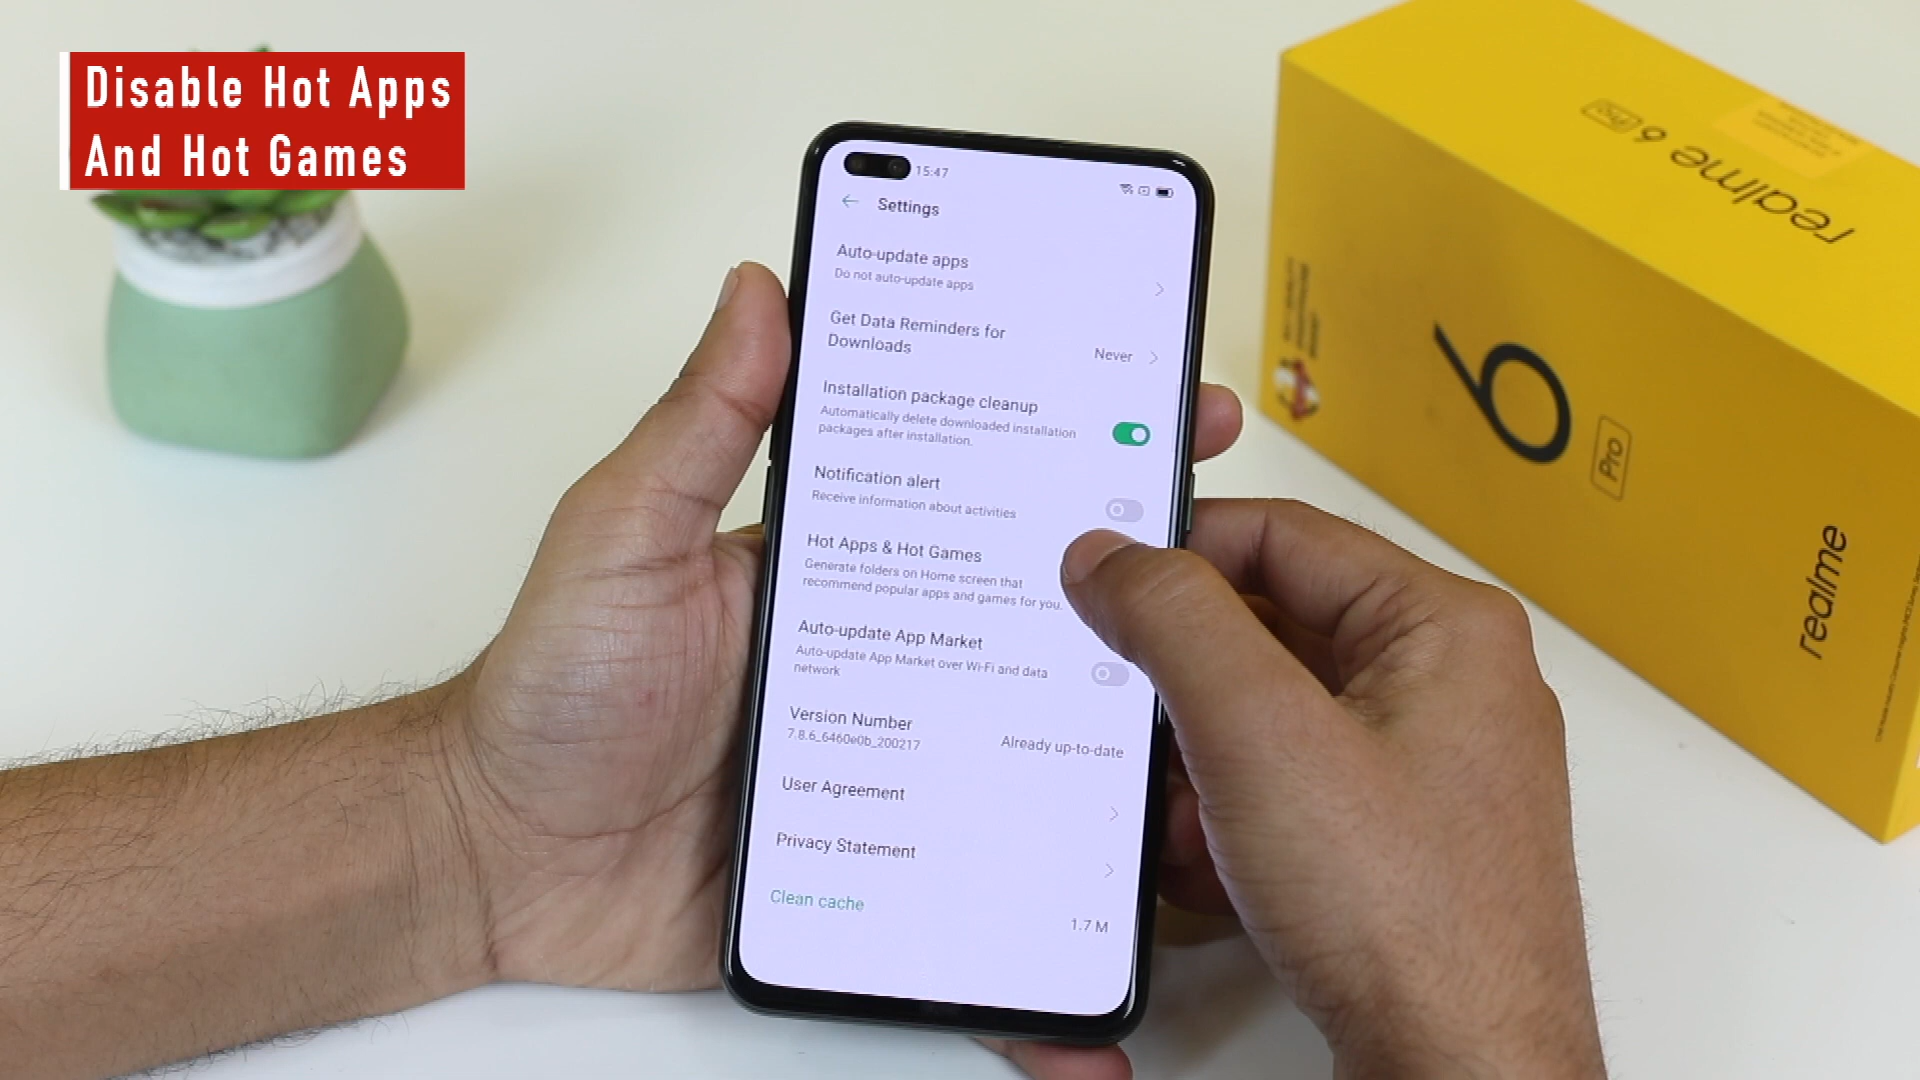 Disable Hot Apps
And Hot Games
15:47
Settings
Auto-update apps
Do not auto-update apps
Get Data Reminders for
Downloads
Never
Installation package cleanup
Automatically delete downloaded installation
packages after installation.
Notification alert
Receive information about activities
Hot Apps & Hot Games
Generate folders on Home screen that
recommend popular apps and games for you.
Auto-update App Market
Auto-update App Market over Wi-Fi and data
network
Version Number
7.8.6_6460e0b_200217
Already up-to-date
User Agreement
Privacy Statement
Clean cache
1.7 M
realme 6 Pro
6 Pro
realme